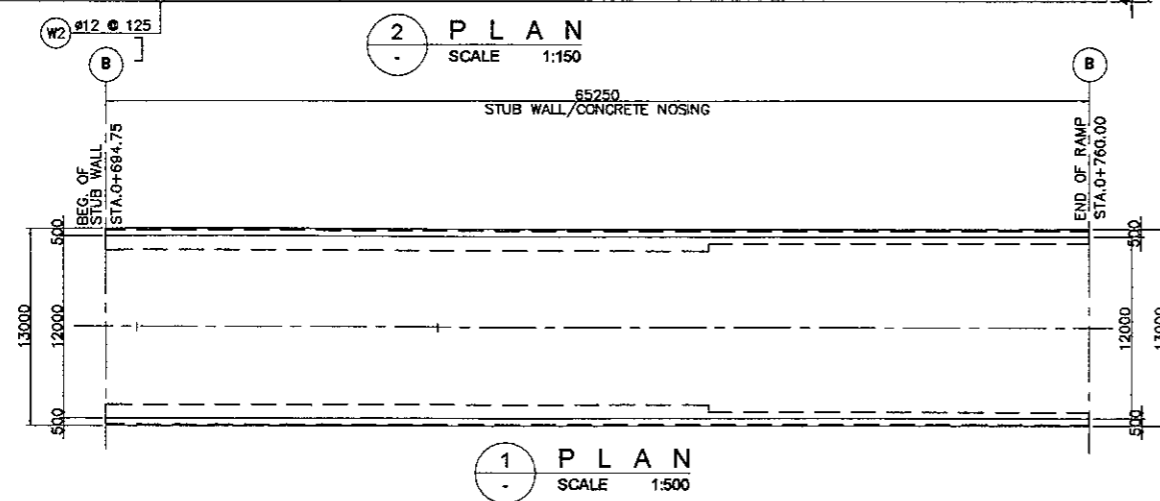 W2 ø12 @ 125
2 PLAN
- SCALE 1:150
B
B
65250
STUB WALL/CONCRETE NOSING
BEG. OF
STUB WALL
STA.0+694.75
END OF RAMP
STA.0+760.00
500
500
13000
12000
12000
13000
500
500
1 PLAN
- SCALE 1:500